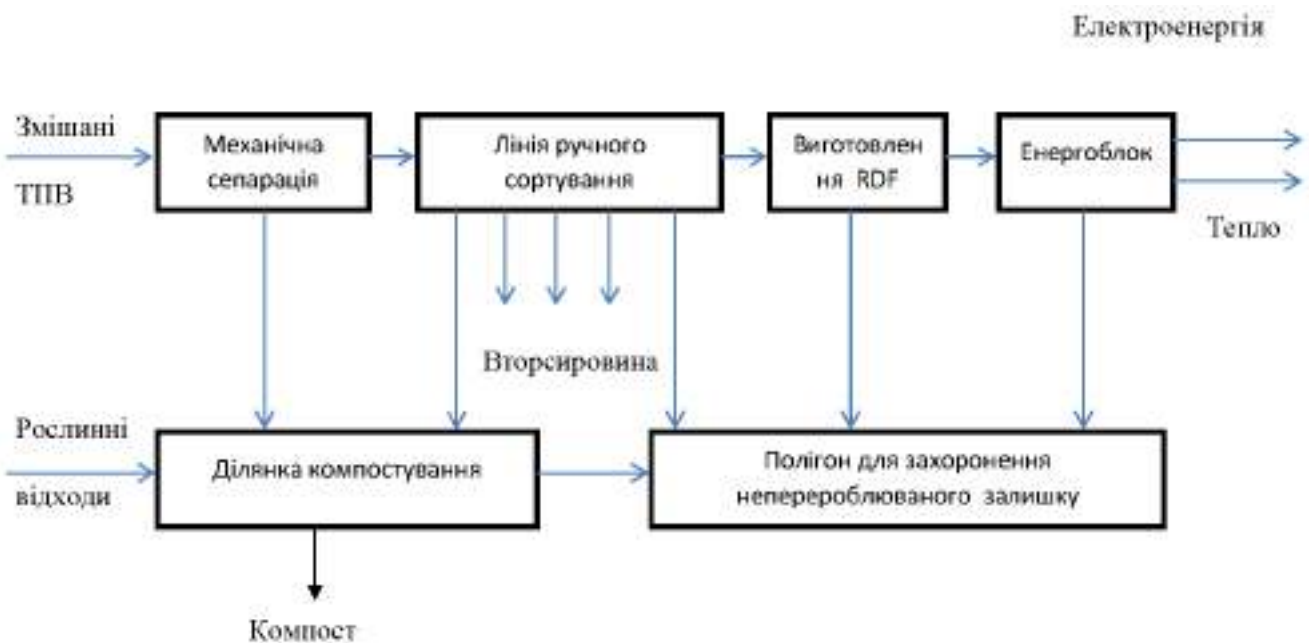 Електроенергія
Змішані
ТПВ
Механічна
сепарація
Лінія ручного
сортування
Виготовлен
ня RDF
Енергоблок
Тепло
Вторсировина
Рослинні
відходи
Ділянка компостування
Полігон для захоронення
неперероблюваного залишку
Компост